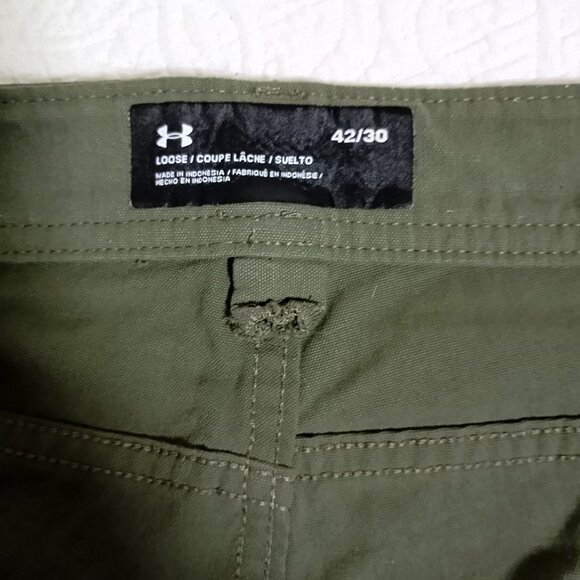 42/30
LOOSE / COUPE LÂCHE / SUELTO
MADE IN INDONESIA / FABRIQUÉ EN INDONÉSIE /
HECHO EN INDONESIA